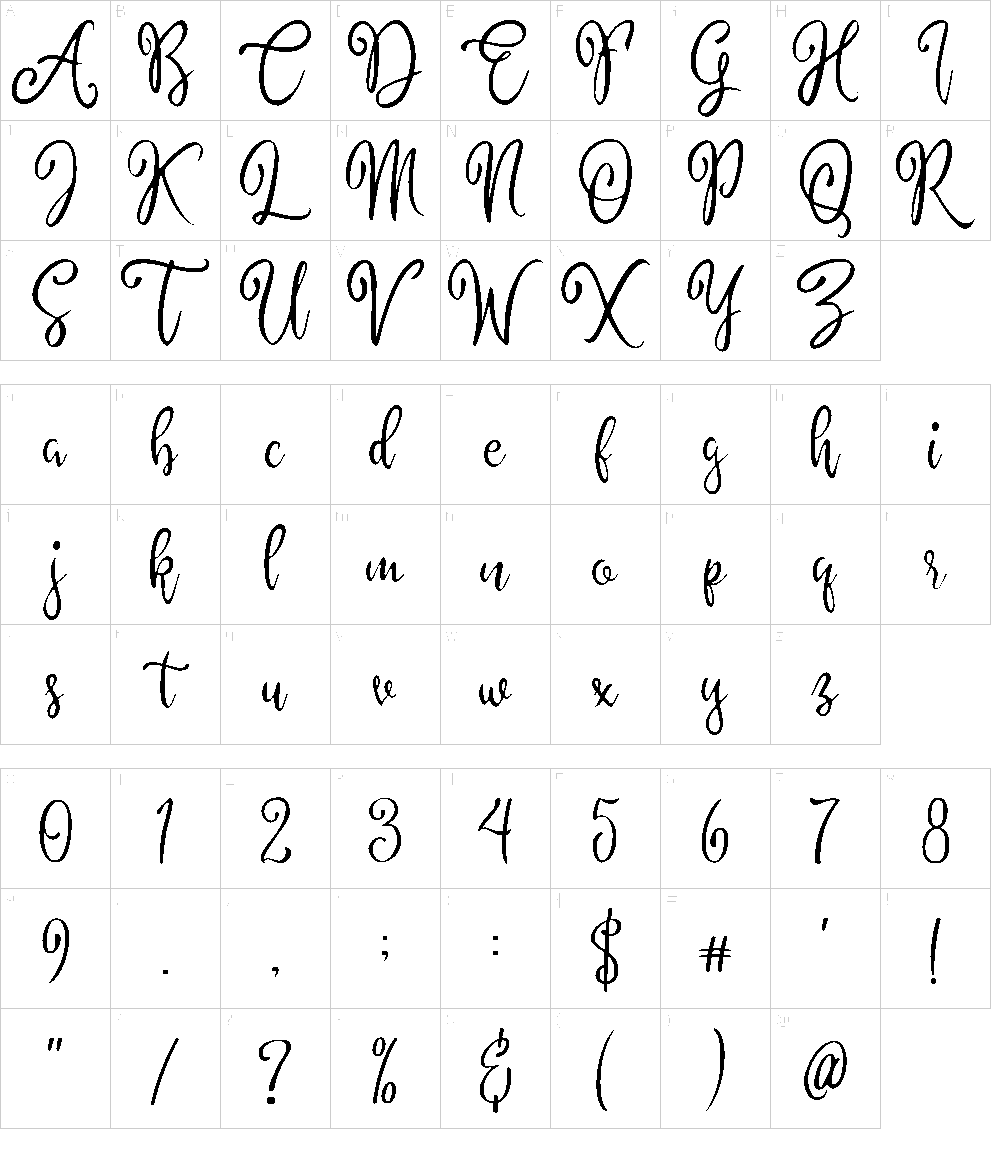 A B C D E F G H I
J K L M N O P Q R
S T U V W X Y Z
a b c d e f g h i
j k l m n o p q r
s t u v w x y z
0 1 2 3 4 5 6 7 8
9 . , ; : $ # ' !
" / ? % & ( ) @